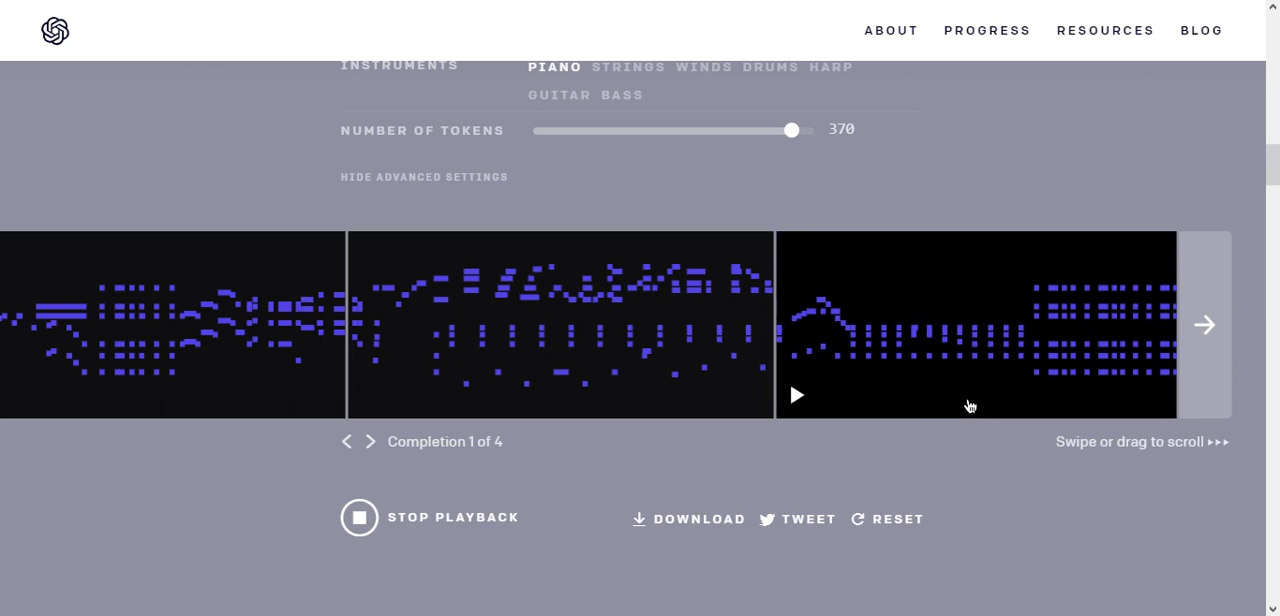 ABOUT PROGRESS RESOURCES BLOG
INSTRUMENTS PIANO STRINGS WINDS DRUMS HARP
GUITAR BASS
NUMBER OF TOKENS 370
HIDE ADVANCED SETTINGS
Completion 1 of 4 Swipe or drag to scroll
STOP PLAYBACK DOWNLOAD TWEET RESET